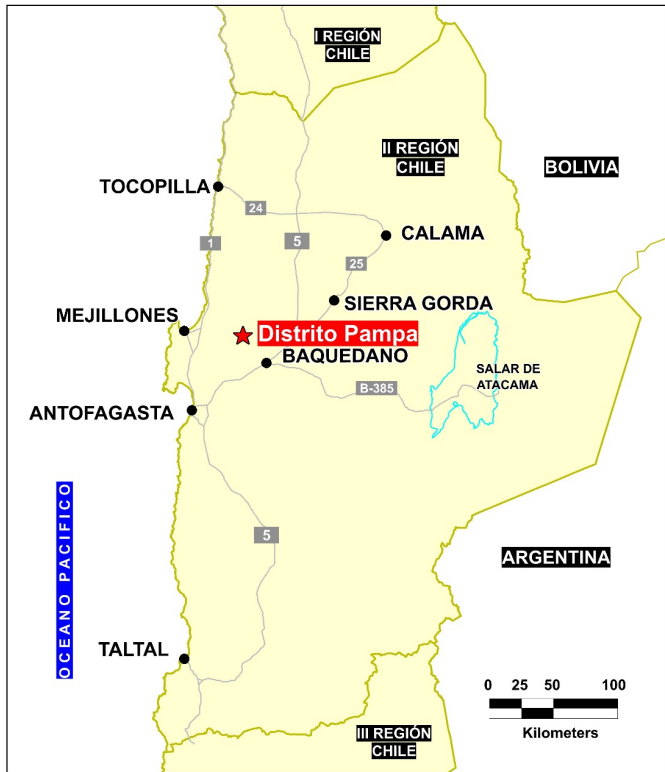 I REGIÓN
CHILE
II REGIÓN
CHILE
BOLIVIA
TOCOPILLA
24
1
5
CALAMA
25
SIERRA GORDA
MEJILLONES
Distrito Pampa
BAQUEDANO
SALAR DE
ATACAMA
B-385
ANTOFAGASTA
OCEANO PACIFICO
5
ARGENTINA
TALTAL
0 25 50 100
Kilometers
III REGIÓN
CHILE